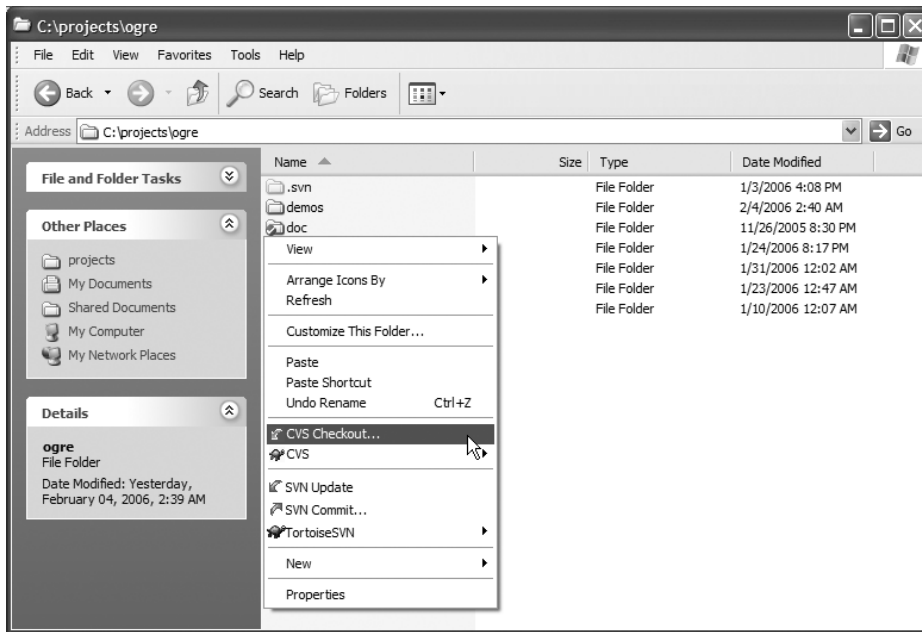 C:\projects\ogre
File Edit View Favorites Tools Help
Back Search Folders
Address C:\projects\ogre Go
File and Folder Tasks
Other Places
projects
My Documents
Shared Documents
My Computer
My Network Places
Details
ogre
File Folder
Date Modified: Yesterday,
February 04, 2006, 2:39 AM
Name Size Type Date Modified
.svn File Folder 1/3/2006 4:08 PM
demos File Folder 2/4/2006 2:40 AM
doc File Folder 11/26/2005 8:30 PM
File Folder 1/24/2006 8:17 PM
File Folder 1/31/2006 12:02 AM
File Folder 1/23/2006 12:47 AM
File Folder 1/10/2006 12:07 AM
View
Arrange Icons By
Refresh
Customize This Folder...
Paste
Paste Shortcut
Undo Rename Ctrl+Z
CVS Checkout...
CVS
SVN Update
SVN Commit...
TortoiseSVN
New
Properties